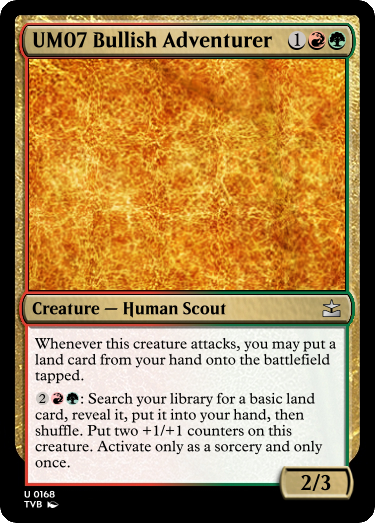 UM07 Bullish Adventurer 1
Creature — Human Scout
Whenever this creature attacks, you may put a
land card from your hand onto the battlefield
tapped.
2: Search your library for a basic land
card, reveal it, put it into your hand, then
shuffle. Put two +1/+1 counters on this
creature. Activate only as a sorcery and only
once.
2/3
U 0168
TVB